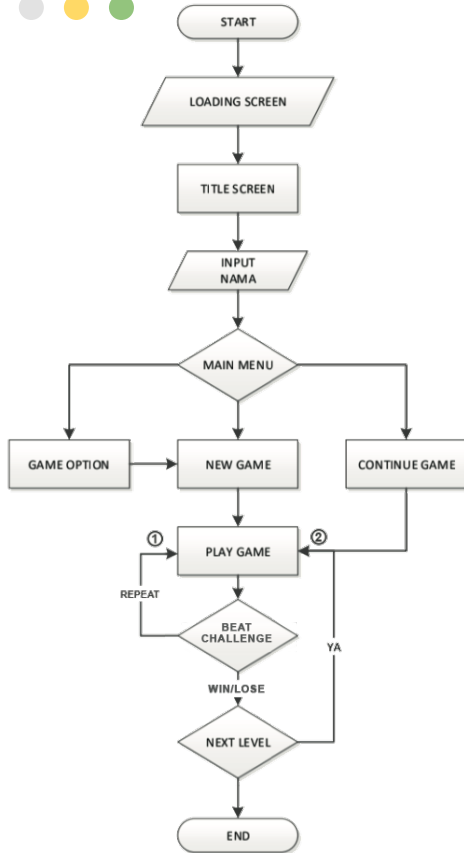 START
LOADING SCREEN
TITLE SCREEN
INPUT
NAMA
MAIN MENU
GAME OPTION
NEW GAME
CONTINUE GAME
①
②
PLAY GAME
REPEAT
BEAT
CHALLENGE
YA
WIN/LOSE
NEXT LEVEL
END